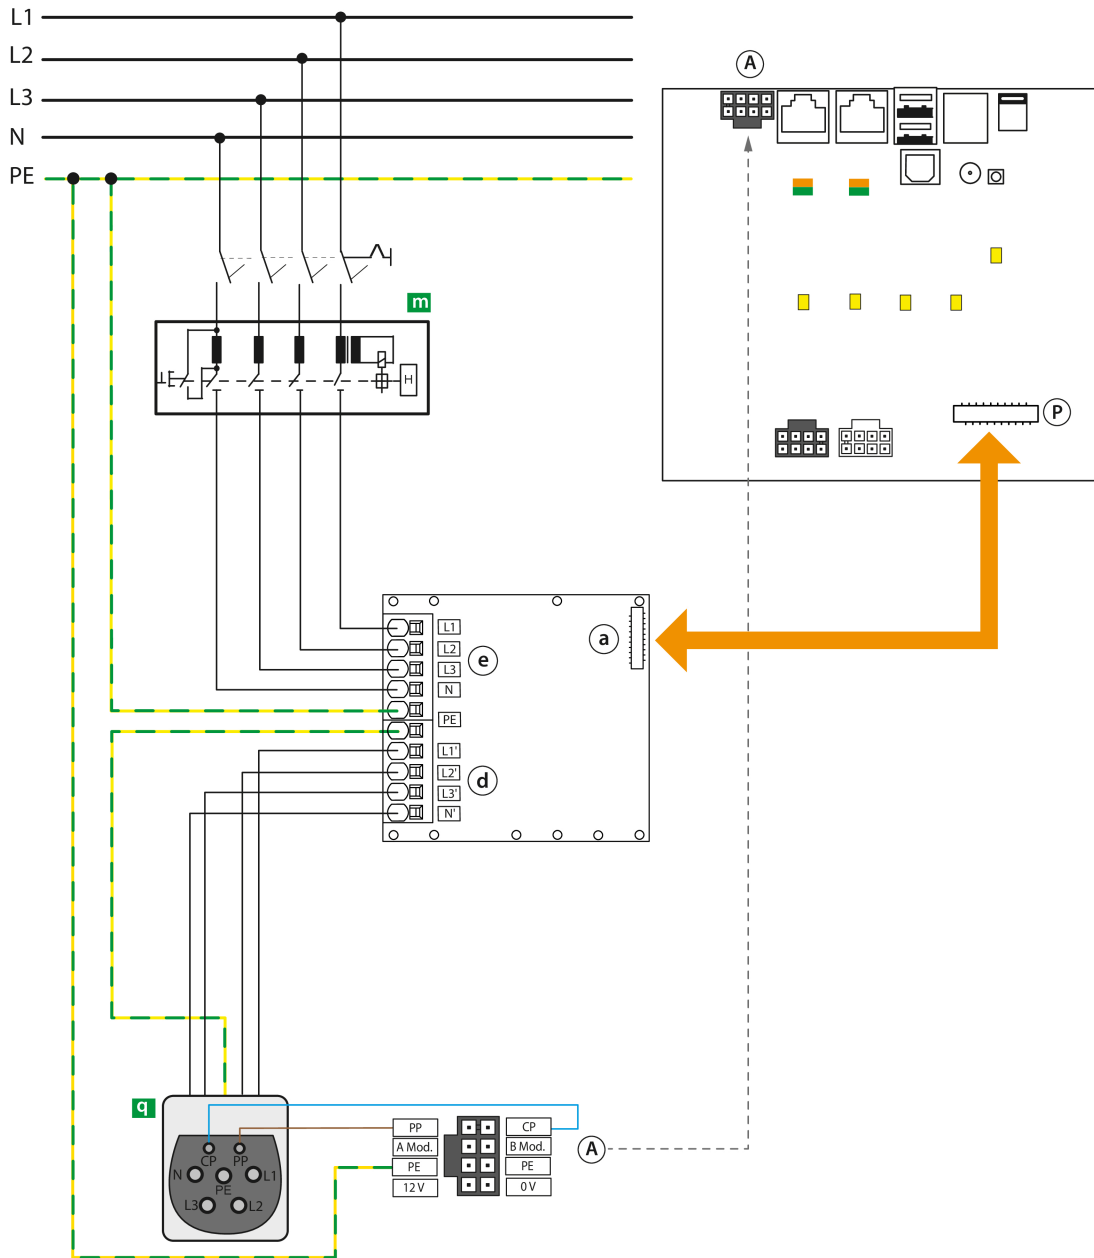 L1
L2
L3
N
PE
A
m
H
P
L1
L2
L3
N
PE
L1'
L2'
L3'
N'
e
a
d
q
CP PP
N PE L1
L3 L2
PP CP
A Mod. B Mod.
PE PE
12 V 0 V
A